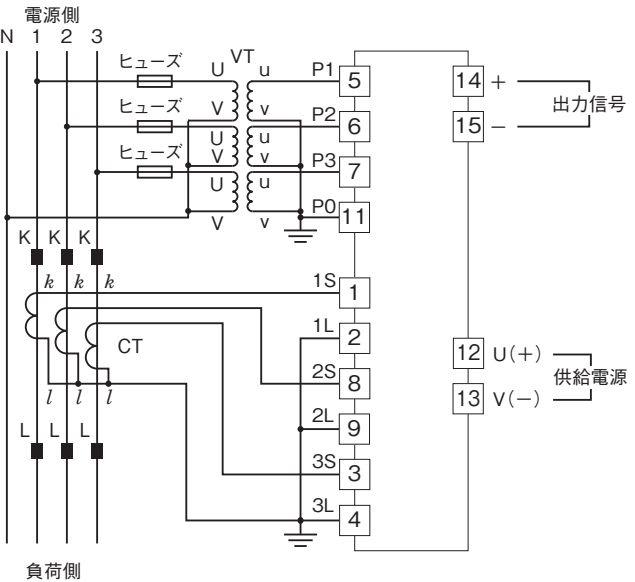 電源側
N 1 2 3
ヒューズ U VT u P1 5
V v
ヒューズ U u P2 6
V v
ヒューズ U u P3 7
V v P0 11
K K K
k k k
1S 1
1L 2
CT
2S 8
l l l
2L 9
L L L
3S 3
3L 4
14 +
出力信号
15 −
12 U(+)
供給電源
13 V(−)
負荷側